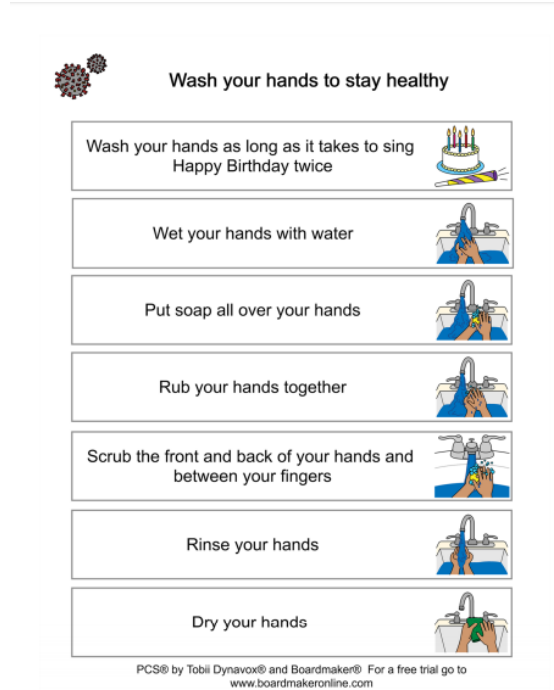 Wash your hands to stay healthy
Wash your hands as long as it takes to sing
Happy Birthday twice
Wet your hands with water
Put soap all over your hands
Rub your hands together
Scrub the front and back of your hands and
between your fingers
Rinse your hands
Dry your hands
PCS® by Tobii Dynavox® and Boardmaker®  For a free trial go to
www.boardmakeronline.com